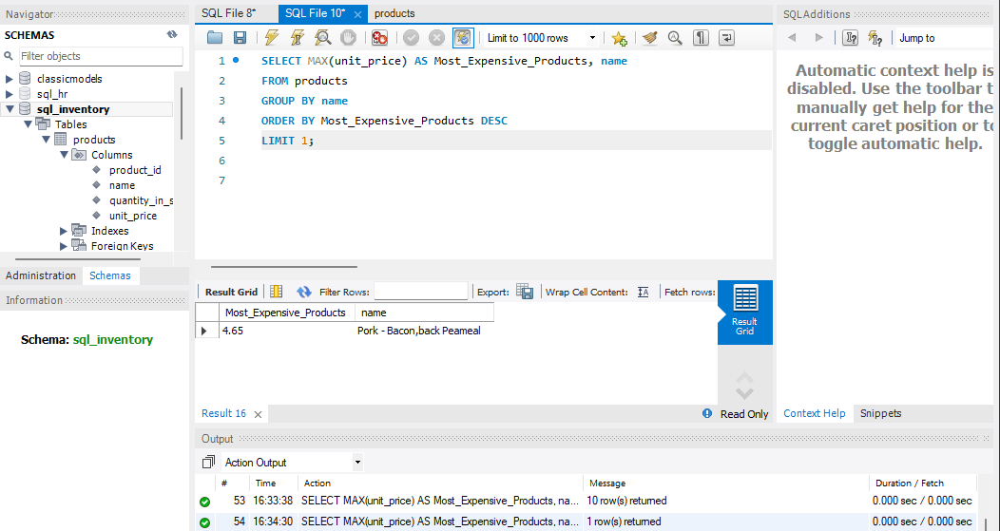 Navigator
SCHEMAS
Filter objects
classicmodels
sql_hr
sql_inventory
Tables
products
Columns
product_id
name
quantity_in_s
unit_price
Indexes
Foreign Keys
Administration Schemas
Information
Schema: sql_inventory
SQL File 8* SQL File 10* products
Limit to 1000 rows
1 SELECT MAX(unit_price) AS Most_Expensive_Products, name
2 FROM products
3 GROUP BY name
4 ORDER BY Most_Expensive_Products DESC
5 LIMIT 1;
6
7
Result Grid Filter Rows: Export: Wrap Cell Content: Fetch rows:
Most_Expensive_Products name
4.65 Pork - Bacon,back Peameal
Result Grid
Result 16 Read Only
Output
Action Output
# Time Action Message Duration / Fetch
53 16:33:38 SELECT MAX(unit_price) AS Most_Expensive_Products, na... 10 row(s) returned 0.000 sec / 0.000 sec
54 16:34:30 SELECT MAX(unit_price) AS Most_Expensive_Products, na... 1 row(s) returned 0.000 sec / 0.000 sec
SQLAdditions
Jump to
Automatic context help is
disabled. Use the toolbar t
manually get help for the
current caret position or to
toggle automatic help.
Context Help Snippets